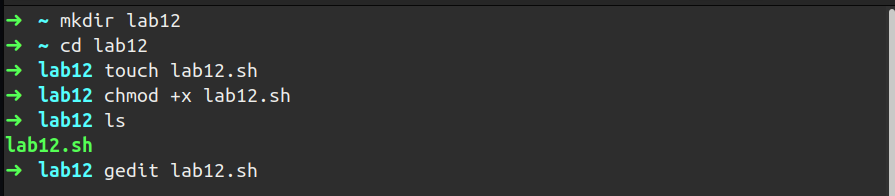 ➜ ~ mkdir lab12
➜ ~ cd lab12
➜ lab12 touch lab12.sh
➜ lab12 chmod +x lab12.sh
➜ lab12 ls
lab12.sh
➜ lab12 gedit lab12.sh